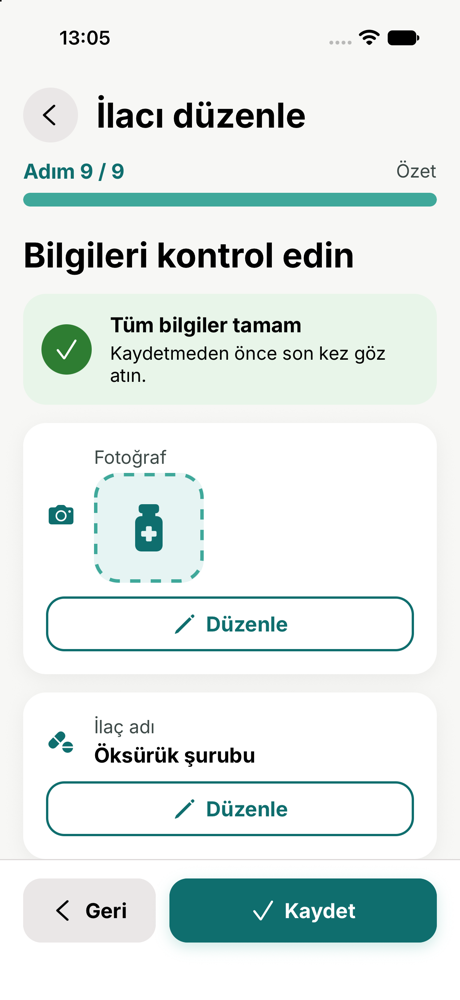 13:05
İlacı düzenle
Adım 9 / 9
Özet
Bilgileri kontrol edin
Tüm bilgiler tamam
Kaydetmeden önce son kez göz
atın.
Fotoğraf
Düzenle
İlaç adı
Öksürük şurubu
Düzenle
Geri
Kaydet